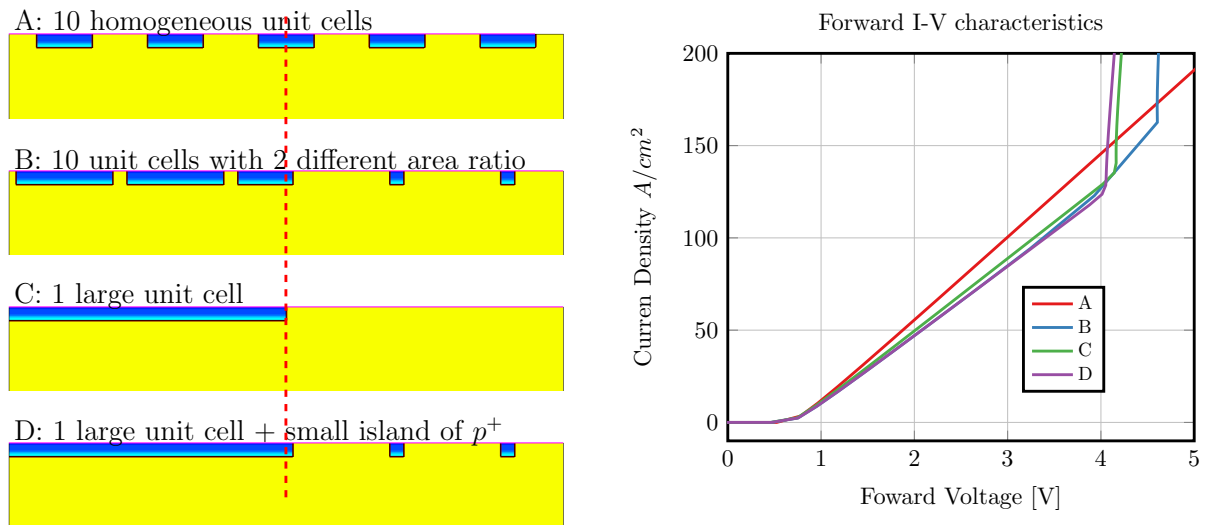 A: 10 homogeneous unit cells
B: 10 unit cells with 2 different area ratio
C: 1 large unit cell
D: 1 large unit cell + small island of p⁺
Forward I-V characteristics
Curren Density A/cm²
200
150
100
50
0
0 1 2 3 4 5
Foward Voltage [V]
A
B
C
D